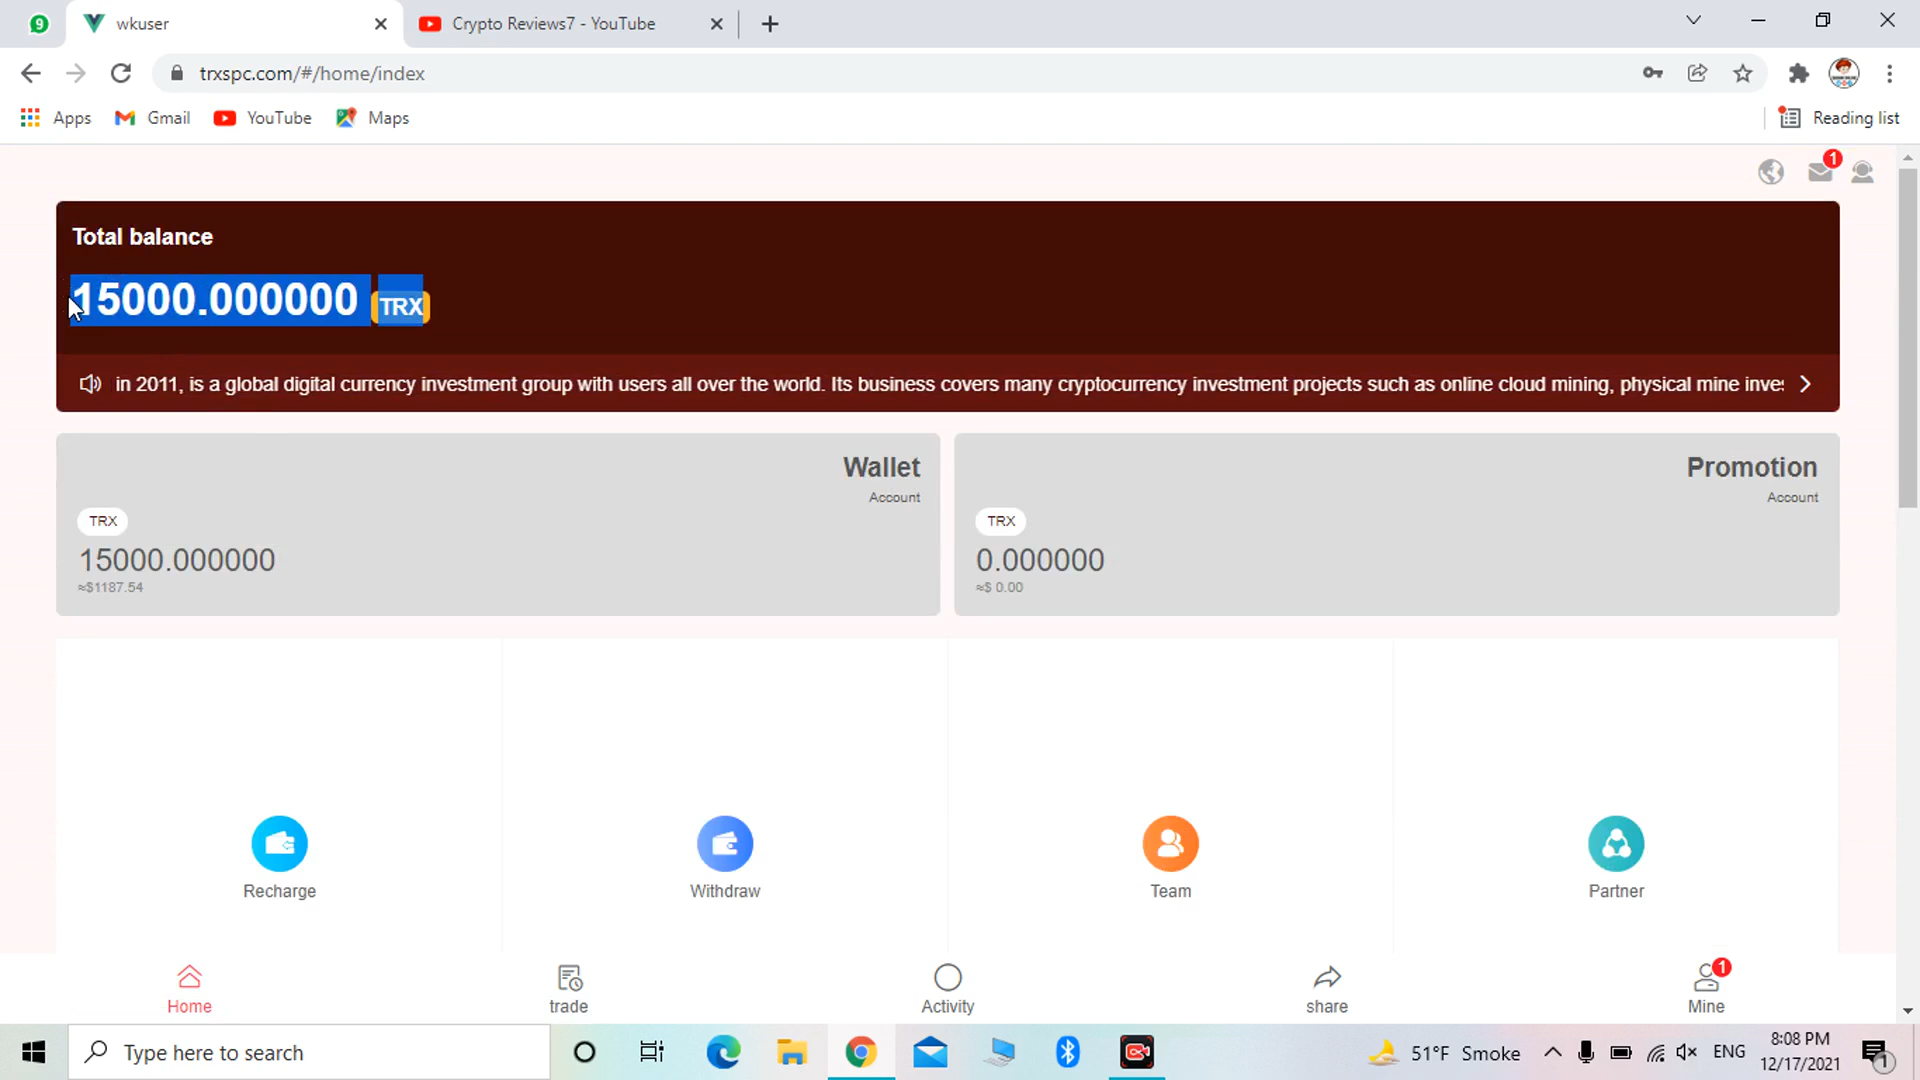 9
wkuser
Crypto Reviews7 - YouTube
trxspc.com/#/home/index
Apps
Gmail
YouTube
Maps
Reading list
1
Total balance
15000.000000 TRX
in 2011, is a global digital currency investment group with users all over the world. Its business covers many cryptocurrency investment projects such as online cloud mining, physical mine inves
Wallet
Account
TRX
15000.000000
≈$1187.54
Promotion
Account
TRX
0.000000
≈$ 0.00
Recharge
Withdraw
Team
Partner
Home
trade
Activity
share
1
Mine
Type here to search
51°F Smoke
ENG
8:08 PM
12/17/2021
1